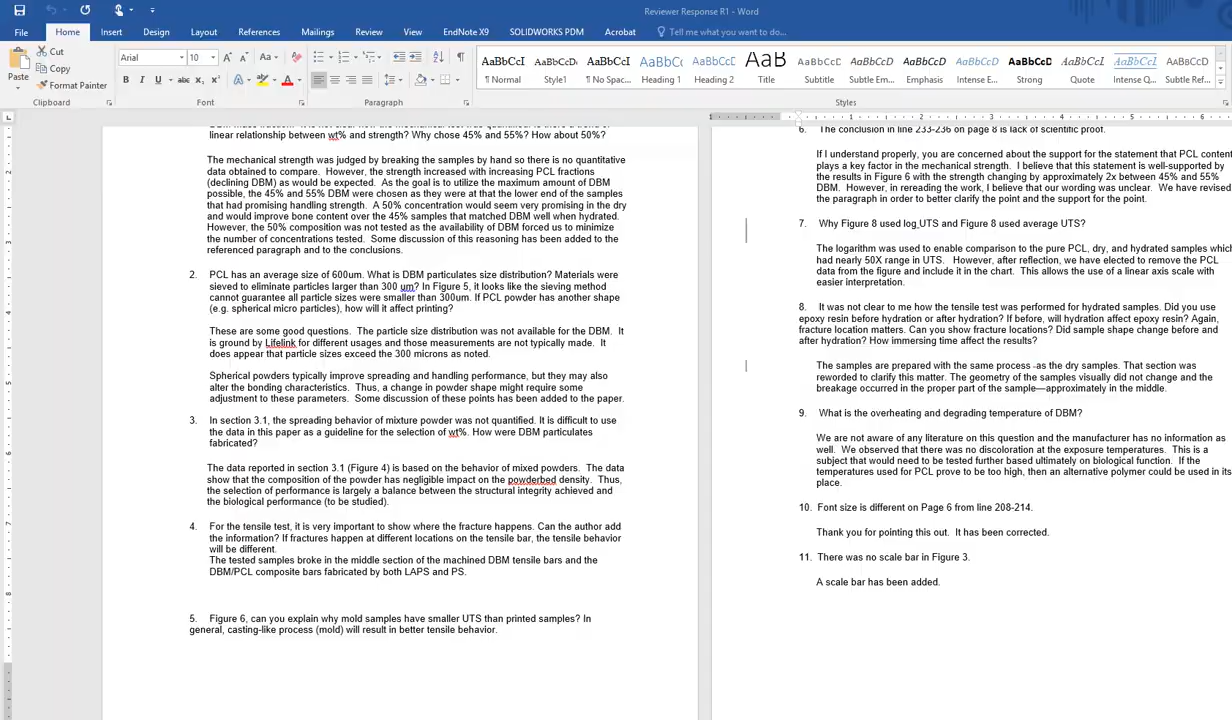 Reviewer Response R1 - Word
File
Home
Insert
Design
Layout
References
Mailings
Review
View
EndNote X9
SOLIDWORKS PDM
Acrobat
Tell me what you want to do...
Paste
Cut
Copy
Format Painter
Clipboard
Arial
10
Font
Paragraph
AaBbCcI
¶ Normal
AaBbCcDc
Style1
AaBbCcI
¶ No Spac...
AaBbCc
Heading 1
AaBbCcI
Heading 2
AaB
Title
AaBbCcD
Subtitle
AaBbCcD
Subtle Em...
AaBbCcD
Emphasis
AaBbCcD
Intense E...
AaBbCcD
Strong
AaBbCcD
Quote
AaBbCcI
Intense Q...
AaBbCcD
Subtle Ref...
Styles
linear relationship between wt% and strength? Why chose 45% and 55%? How about 50%?
The mechanical strength was judged by breaking the samples by hand so there is no quantitative
data obtained to compare. However, the strength increased with increasing PCL fractions
(declining DBM) as would be expected. As the goal is to utilize the maximum amount of DBM
possible, the 45% and 55% DBM were chosen as they were at that the lower end of the samples
that had promising handling strength. A 50% concentration would seem very promising in the dry
and would improve bone content over the 45% samples that matched DBM well when hydrated.
However, the 50% composition was not tested as the availability of DBM forced us to minimize
the number of concentrations tested. Some discussion of this reasoning has been added to the
referenced paragraph and to the conclusions.
2. PCL has an average size of 600um. What is DBM particulates size distribution? Materials were
sieved to eliminate particles larger than 300 um? In Figure 5, it looks like the sieving method
cannot guarantee all particle sizes were smaller than 300um. If PCL powder has another shape
(e.g. spherical micro particles), how will it affect printing?
These are some good questions. The particle size distribution was not available for the DBM. It
is ground by Lifelink for different usages and those measurements are not typically made. It
does appear that particle sizes exceed the 300 microns as noted.
Spherical powders typically improve spreading and handling performance, but they may also
alter the bonding characteristics. Thus, a change in powder shape might require some
adjustment to these parameters. Some discussion of these points has been added to the paper.
3. In section 3.1, the spreading behavior of mixture powder was not quantified. It is difficult to use
the data in this paper as a guideline for the selection of wt%. How were DBM particulates
fabricated?
The data reported in section 3.1 (Figure 4) is based on the behavior of mixed powders. The data
show that the composition of the powder has negligible impact on the powderbed density. Thus,
the selection of performance is largely a balance between the structural integrity achieved and
the biological performance (to be studied).
4. For the tensile test, it is very important to show where the fracture happens. Can the author add
the information? If fractures happen at different locations on the tensile bar, the tensile behavior
will be different.
The tested samples broke in the middle section of the machined DBM tensile bars and the
DBM/PCL composite bars fabricated by both LAPS and PS.
5. Figure 6, can you explain why mold samples have smaller UTS than printed samples? In
general, casting-like process (mold) will result in better tensile behavior.
6. The conclusion in line 233-236 on page 8 is lack of scientific proof.
If I understand properly, you are concerned about the support for the statement that PCL content
plays a key factor in the mechanical strength. I believe that this statement is well-supported by
the results in Figure 6 with the strength changing by approximately 2x between 45% and 55%
DBM. However, in rereading the work, I believe that our wording was unclear. We have revised
the paragraph in order to better clarify the point and the support for the point.
7. Why Figure 8 used log_UTS and Figure 8 used average UTS?
The logarithm was used to enable comparison to the pure PCL, dry, and hydrated samples which
had nearly 50X range in UTS. However, after reflection, we have elected to remove the PCL
data from the figure and include it in the chart. This allows the use of a linear axis scale with
easier interpretation.
8. It was not clear to me how the tensile test was performed for hydrated samples. Did you use
epoxy resin before hydration or after hydration? If before, will hydration affect epoxy resin? Again,
fracture location matters. Can you show fracture locations? Did sample shape change before and
after hydration? How immersing time affect the results?
The samples are prepared with the same process -as the dry samples. That section was
reworded to clarify this matter. The geometry of the samples visually did not change and the
breakage occurred in the proper part of the sample—approximately in the middle.
9. What is the overheating and degrading temperature of DBM?
We are not aware of any literature on this question and the manufacturer has no information as
well. We observed that there was no discoloration at the exposure temperatures. This is a
subject that would need to be tested further based ultimately on biological function. If the
temperatures used for PCL prove to be too high, then an alternative polymer could be used in its
place.
10. Font size is different on Page 6 from line 208-214.
Thank you for pointing this out. It has been corrected.
11. There was no scale bar in Figure 3.
A scale bar has been added.